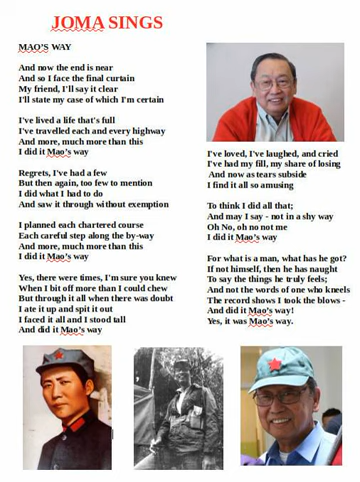 JOMA SINGS
MAO'S WAY
And now the end is near
And so I face the final curtain
My friend, I'll say it clear
I'll state my case of which I'm certain
I've lived a life that's full
I've travelled each and every highway
And more, much more than this
I did it Mao's way
Regrets, I've had a few
But then again, too few to mention
I did what I had to do
And saw it through without exemption
I planned each chartered course
Each careful step along the by-way
And more, much more than this
I did it Mao's way
Yes, there were times, I'm sure you knew
When I bit off more than I could chew
But through it all when there was doubt
I ate it up and spit it out
I faced it all and I stood tall
And did it Mao's way
I've loved, I've laughed, and cried
I've had my fill, my share of losing
And now as tears subside
I find it all so amusing
To think I did all that;
And may I say - not in a shy way
Oh No, oh no not me
I did it Mao's way
For what is a man, what has he got?
If not himself, then he has naught
To say the things he truly feels;
And not the words of one who kneels
The record shows I took the blows -
And did it Mao's way!
Yes, it was Mao's way.